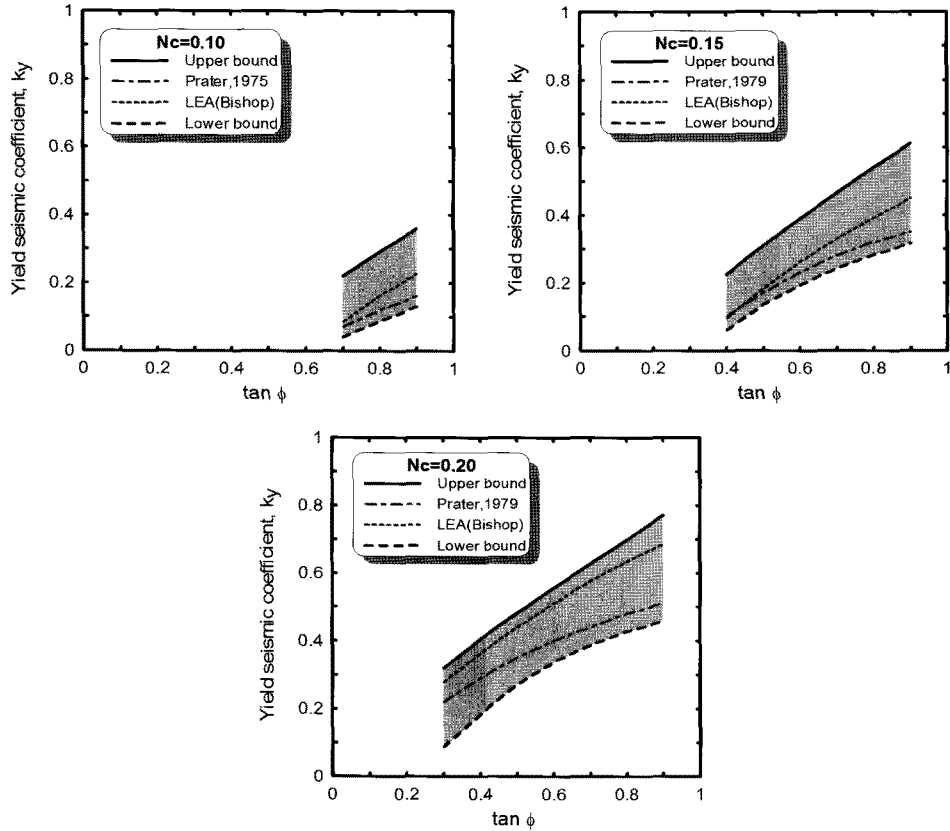 1
0.8
0.6
0.4
0.2
0
Yield seismic coefficient, ky
Nc=0.10
Upper bound
Prater,1975
LEA(Bishop)
Lower bound
0 0.2 0.4 0.6 0.8 1
tan ϕ
1
0.8
0.6
0.4
0.2
0
Yield seismic coefficient, ky
Nc=0.15
Upper bound
Prater,1979
LEA(Bishop)
Lower bound
0 0.2 0.4 0.6 0.8 1
tan ϕ
1
0.8
0.6
0.4
0.2
0
Yield seismic coefficient, ky
Nc=0.20
Upper bound
Prater,1979
LEA(Bishop)
Lower bound
0 0.2 0.4 0.6 0.8 1
tan ϕ